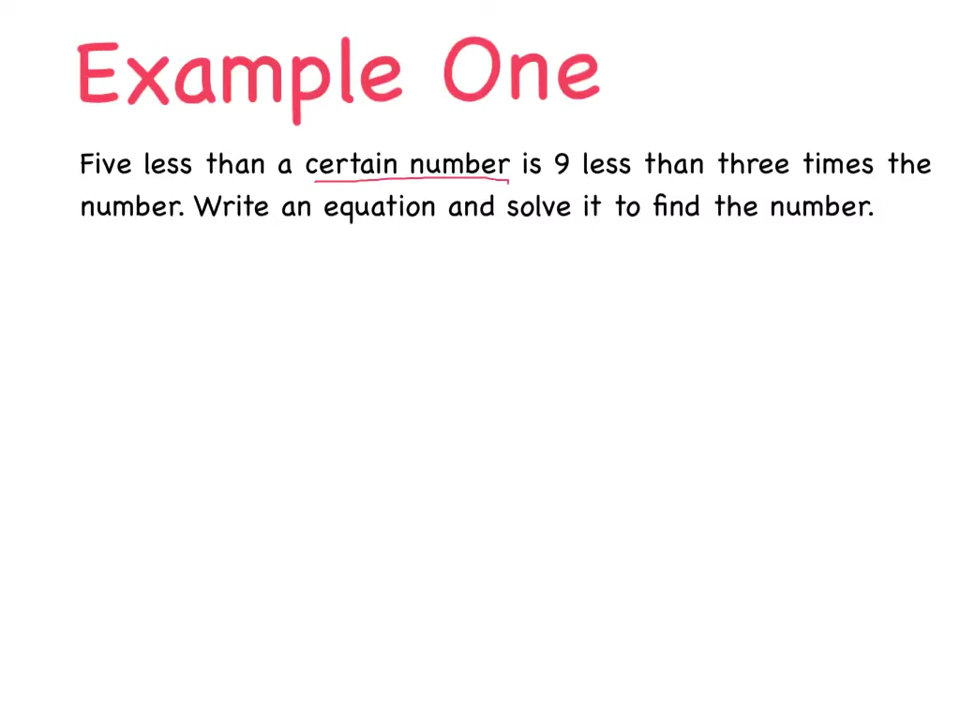 Example One
Five less than a certain number is 9 less than three times the
number. Write an equation and solve it to find the number.